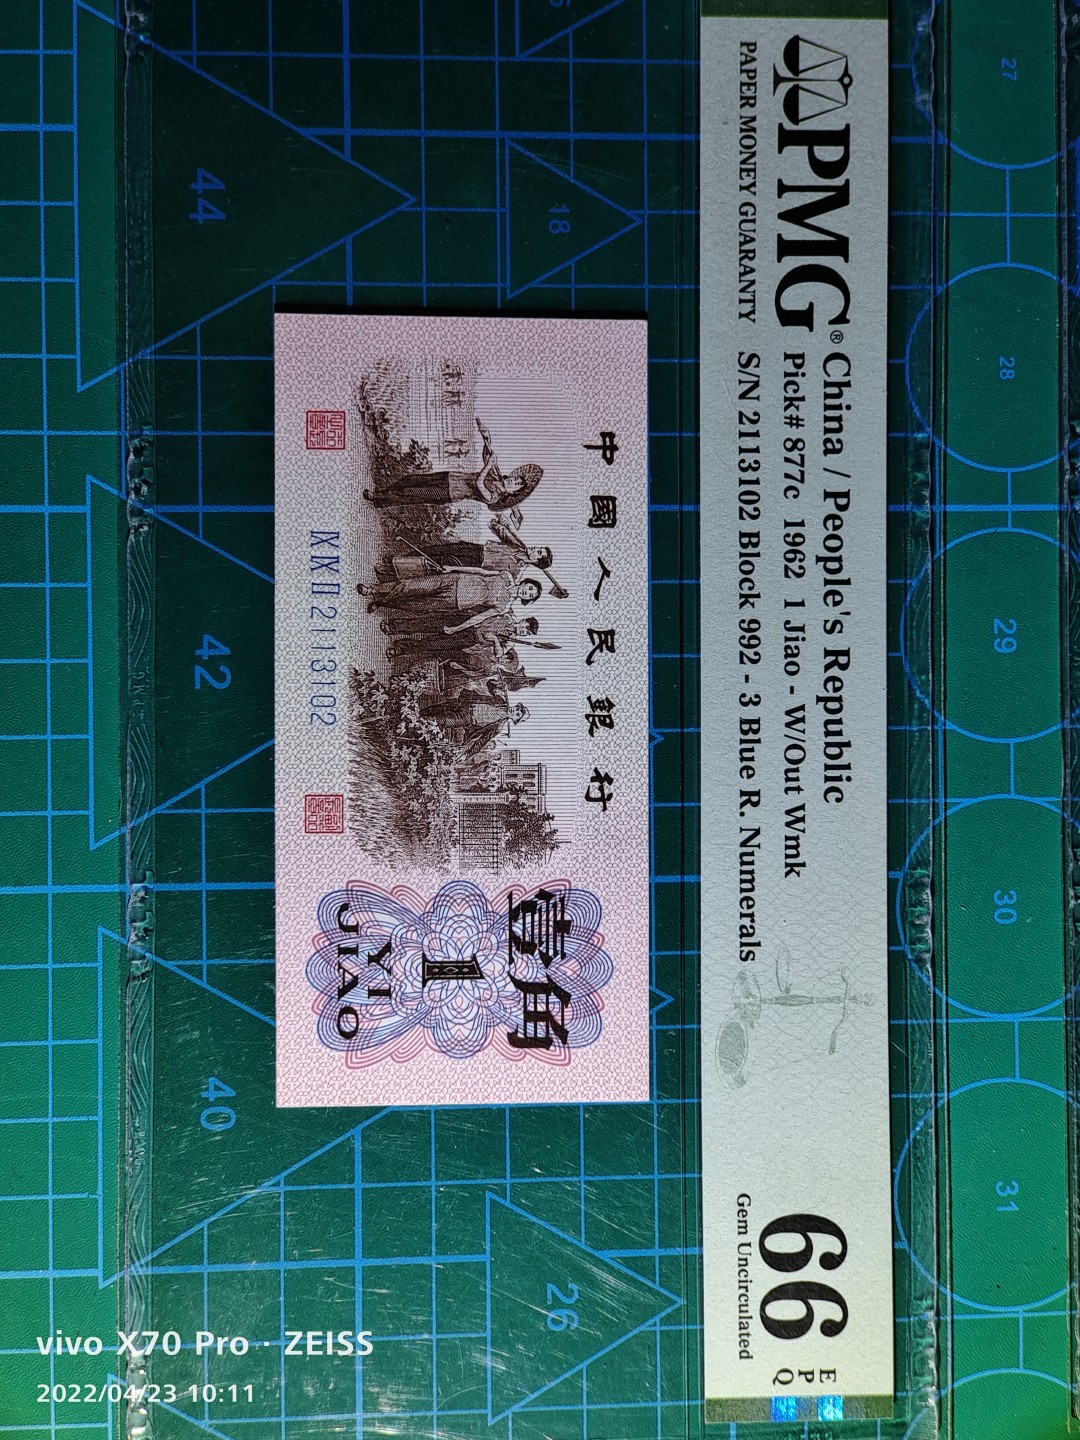 PMG®
PAPER MONEY GUARANTY
China / People's Republic
Pick# 877c 1962 1 Jiao - W/Out Wmk
S/N 2113102 Block 992 - 3 Blue R. Numerals
66
E
P
Q
Gem Uncirculated
中國人民銀行
壹角
1
YI
JIAO
ⅨⅨⅡ 2113102
27
28
29
30
31
18
26
44
42
40
vivo X70 Pro · ZEISS
2022/04/23 10:11